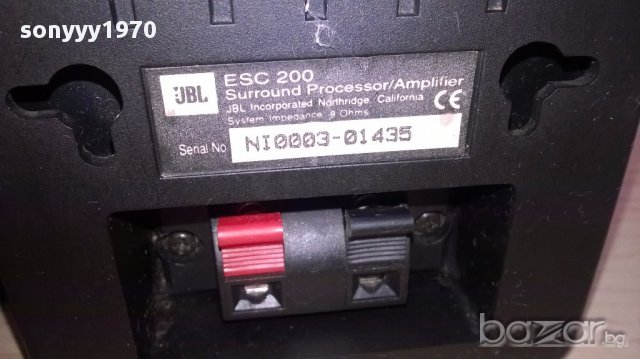 sonyyy1970
JBL
ESC 200
Surround Processor/Amplifier
JBL Incorporated Northridge, California
System Impedance 8 Ohms
CE
Serial No NI0003-01435
bazar.bg